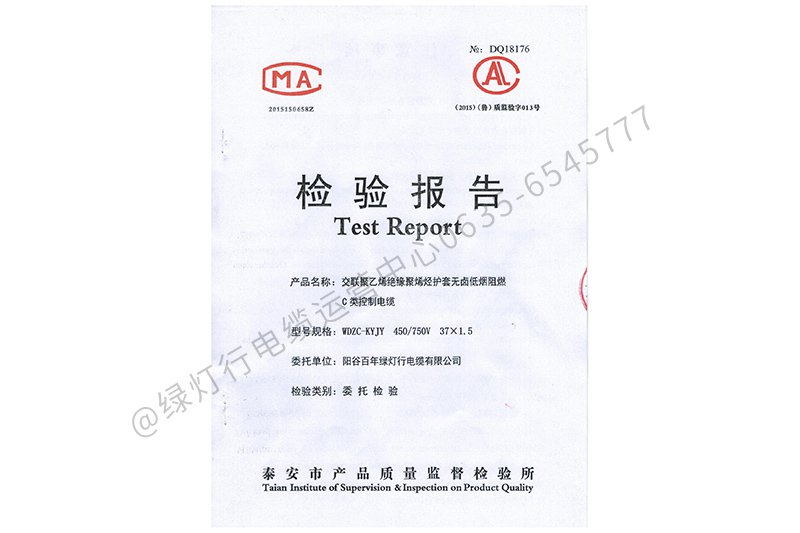 №: DQ18176
MA
AL
2015150658Z
(2015)(鲁)质监验字013号
检验报告
Test Report
产品名称: 交联聚乙烯绝缘聚烯烃护套无卤低烟阻燃
C类控制电缆
型号规格: WDZC-KYJY 450/750V 37×1.5
委托单位: 阳谷百年绿灯行电缆有限公司
检验类别: 委托检验
泰安市产品质量监督检验所
Taian Institute of Supervision & Inspection on Product Quality
@绿灯行电缆运营中心0635-6545777